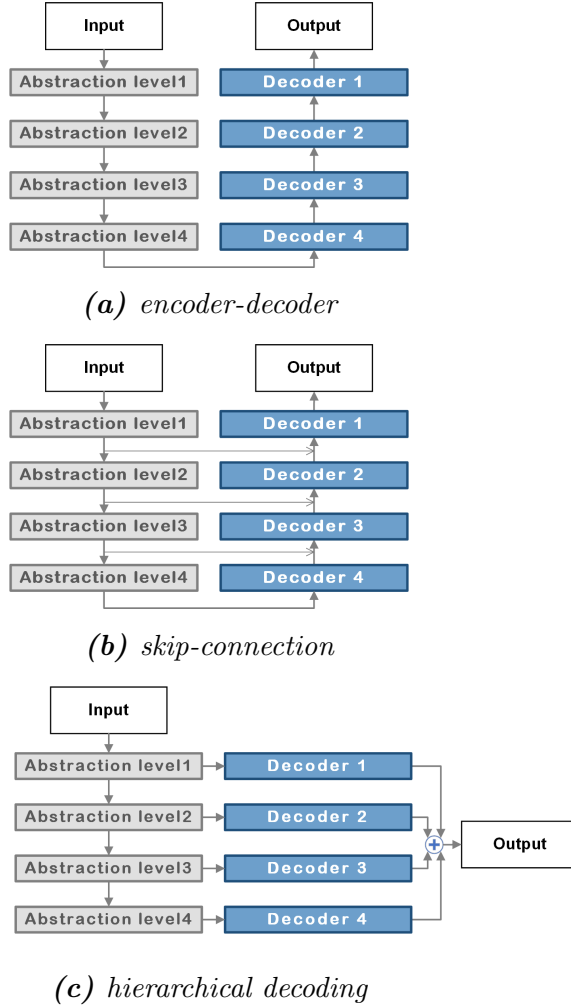 Input Output
Abstraction level1 Decoder 1
Abstraction level2 Decoder 2
Abstraction level3 Decoder 3
Abstraction level4 Decoder 4
(a) encoder-decoder
Input Output
Abstraction level1 Decoder 1
Abstraction level2 Decoder 2
Abstraction level3 Decoder 3
Abstraction level4 Decoder 4
(b) skip-connection
Input
Abstraction level1 Decoder 1
Abstraction level2 Decoder 2
+ Output
Abstraction level3 Decoder 3
Abstraction level4 Decoder 4
(c) hierarchical decoding